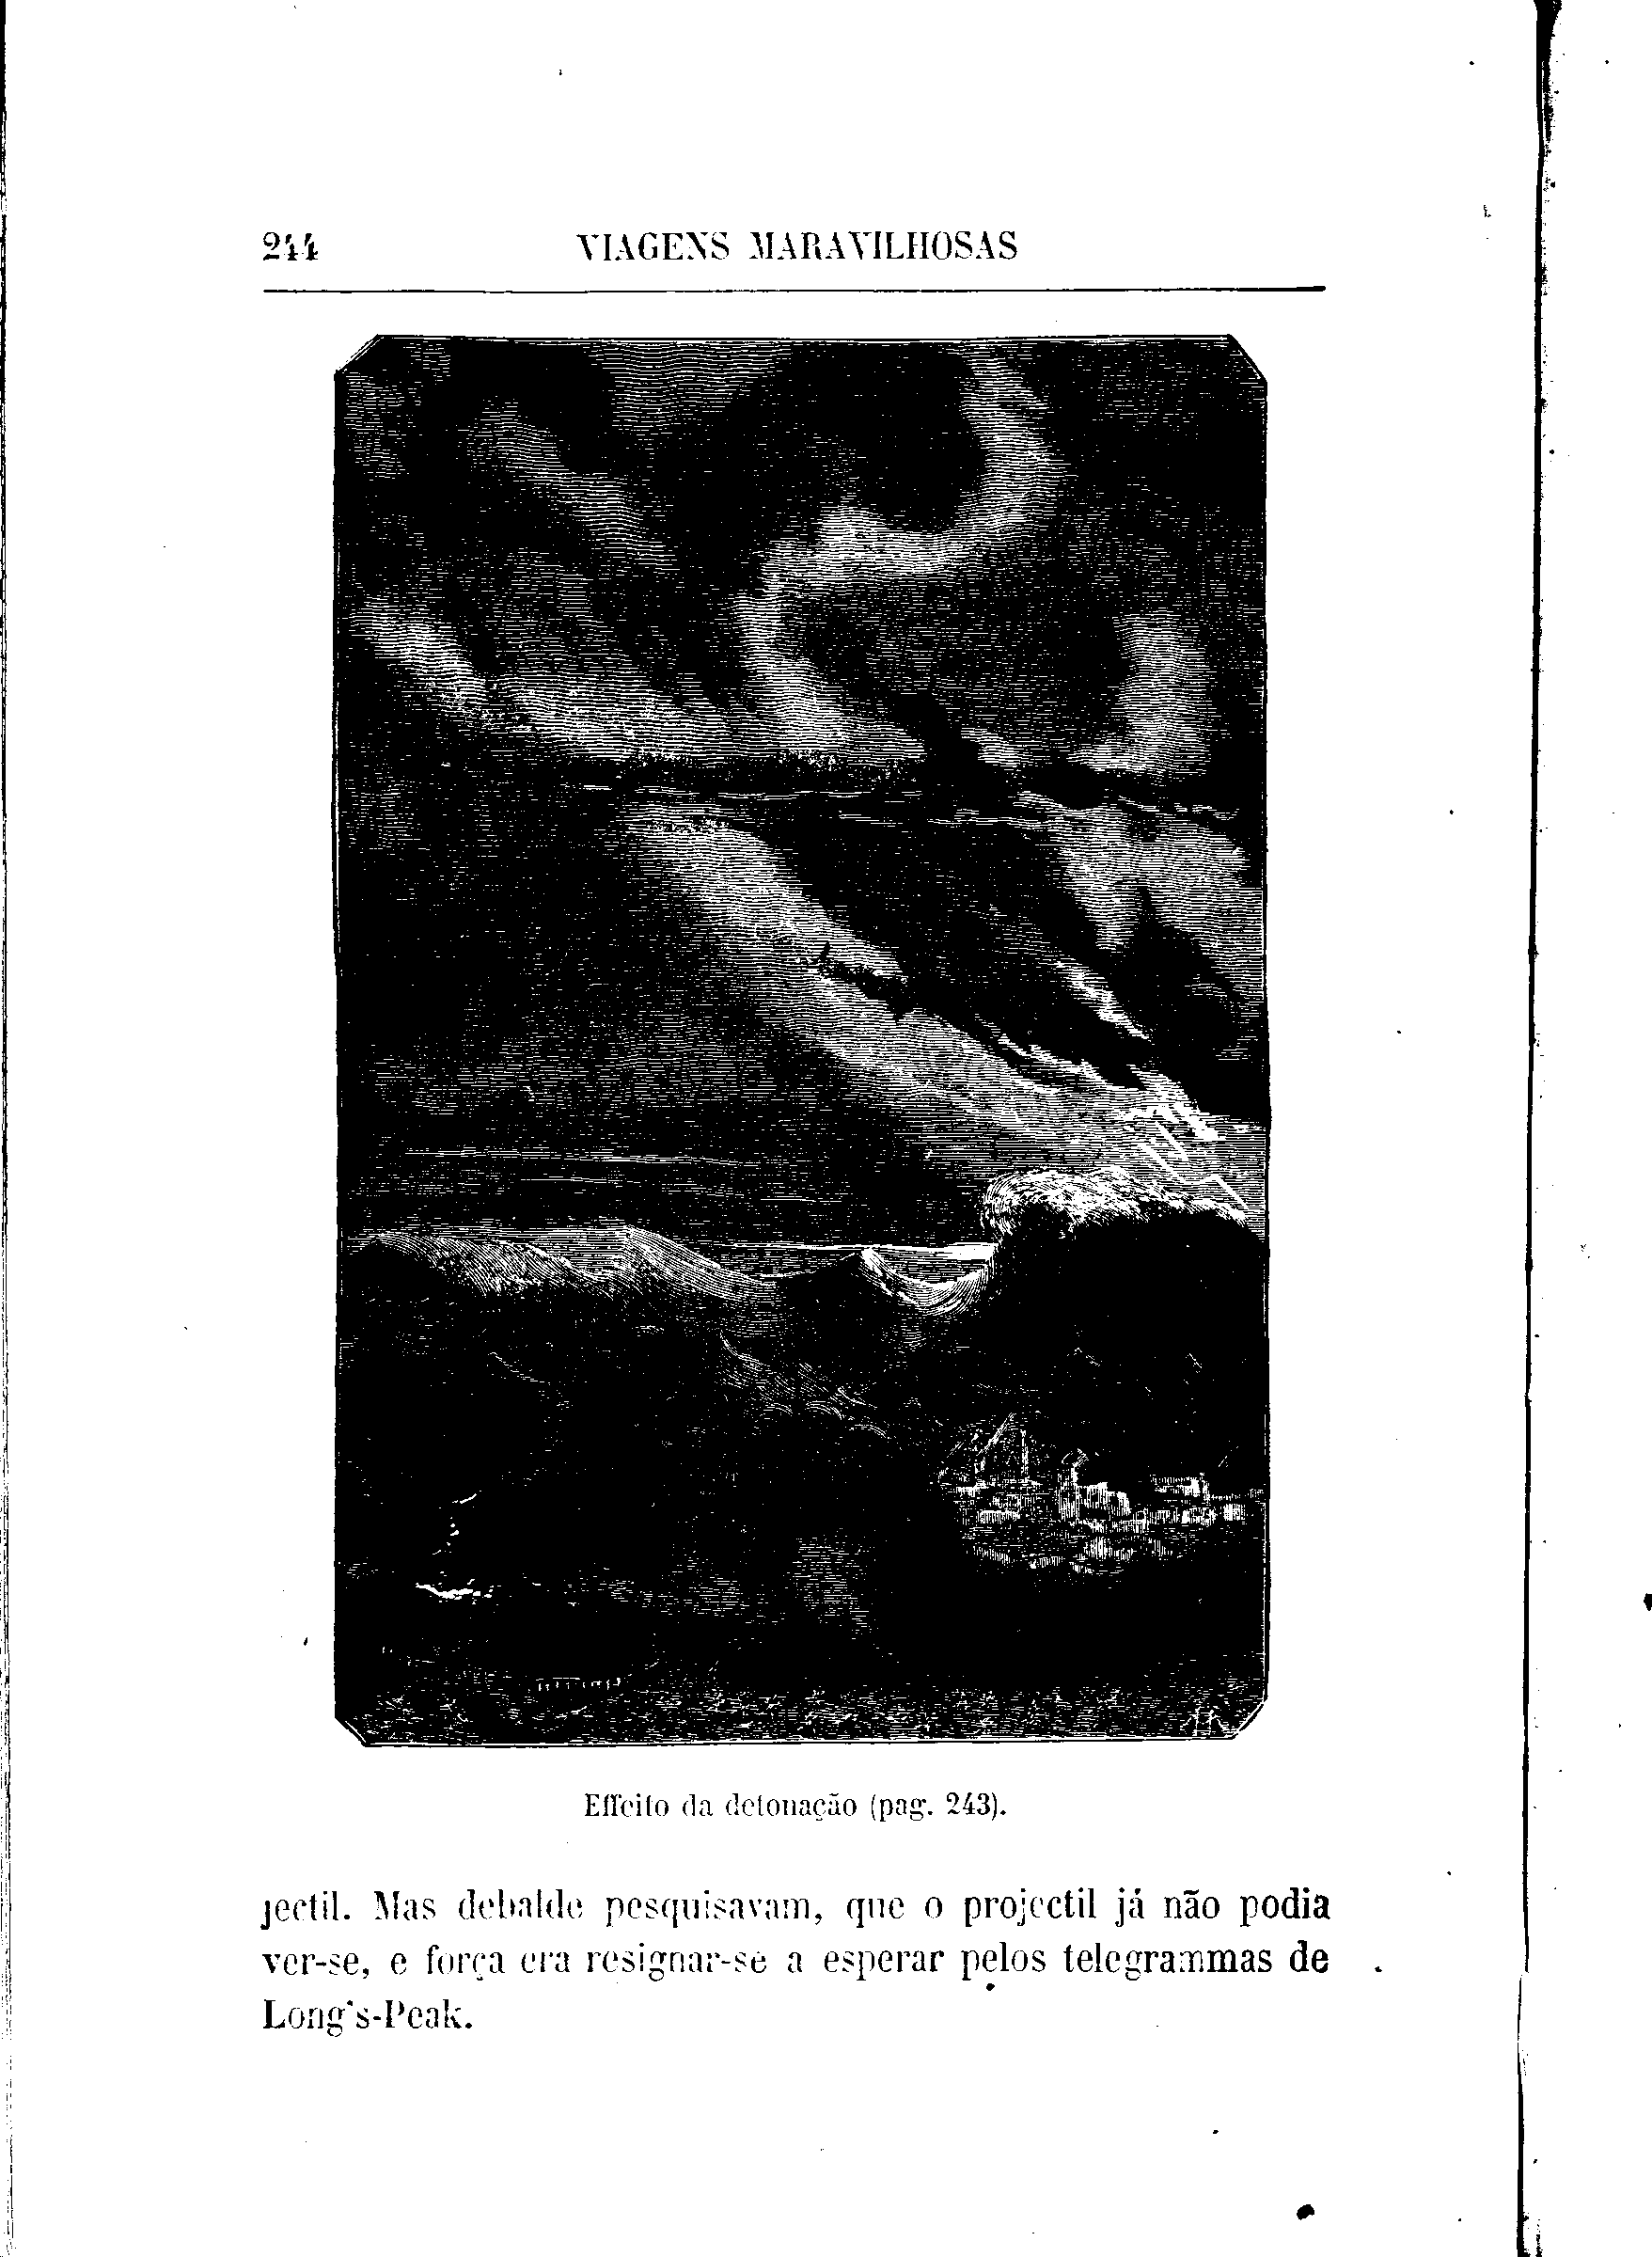 244
VIAGENS MARAVILHOSAS
Effeito da detonação (pag. 243).
jectil. Mas debalde pesquisavam, que o projectil já não podia
ver-se, e força era resignar-se a esperar pelos telegrammas de
Long's-Peak.